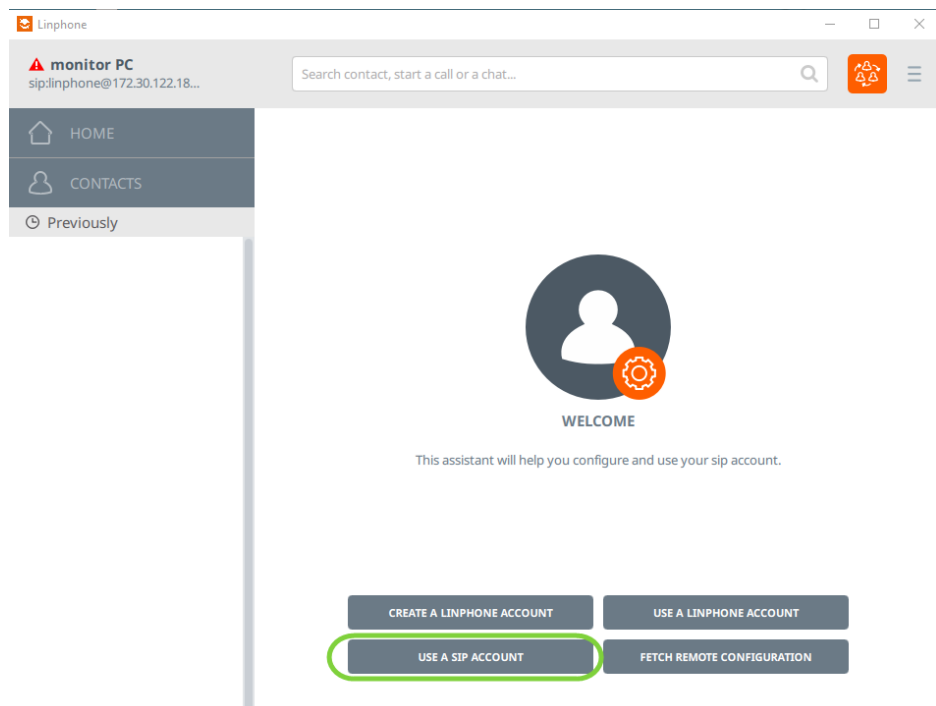 Linphone
monitor PC
sip:linphone@172.30.122.18...
Search contact, start a call or a chat...
HOME
CONTACTS
Previously
WELCOME
This assistant will help you configure and use your sip account.
CREATE A LINPHONE ACCOUNT
USE A LINPHONE ACCOUNT
USE A SIP ACCOUNT
FETCH REMOTE CONFIGURATION